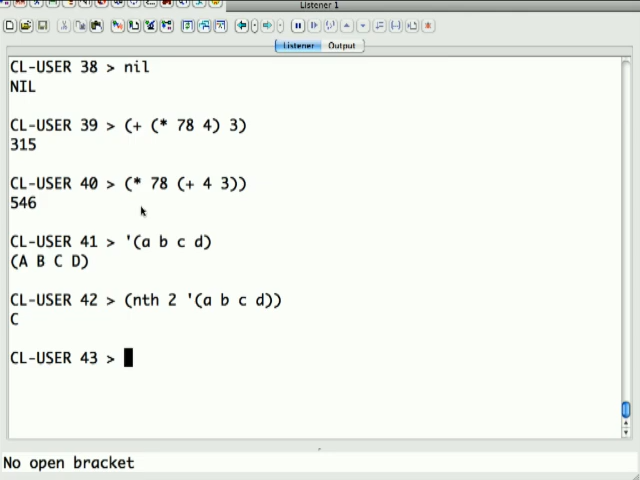 Listener 1
Listener Output
CL-USER 38 > nil
NIL
CL-USER 39 > (+ (* 78 4) 3)
315
CL-USER 40 > (* 78 (+ 4 3))
546
CL-USER 41 > '(a b c d)
(A B C D)
CL-USER 42 > (nth 2 '(a b c d))
C
CL-USER 43 >
No open bracket